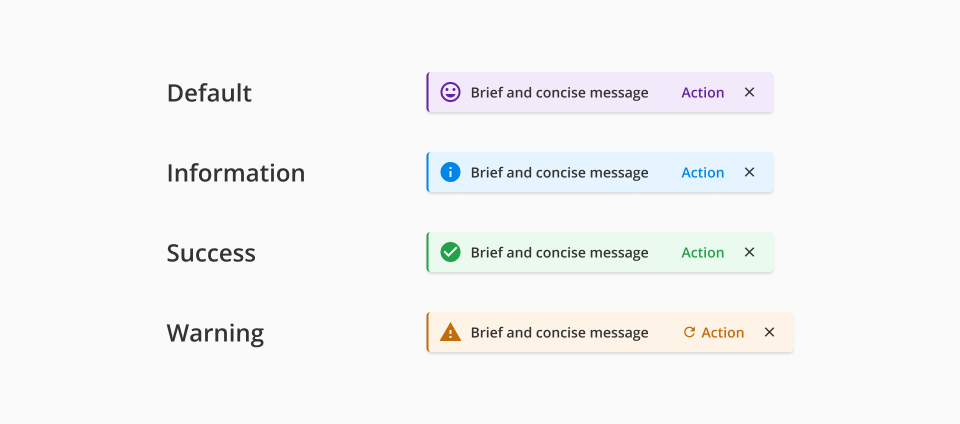 Default
Brief and concise message Action
Information
Brief and concise message Action
Success
Brief and concise message Action
Warning
Brief and concise message Action